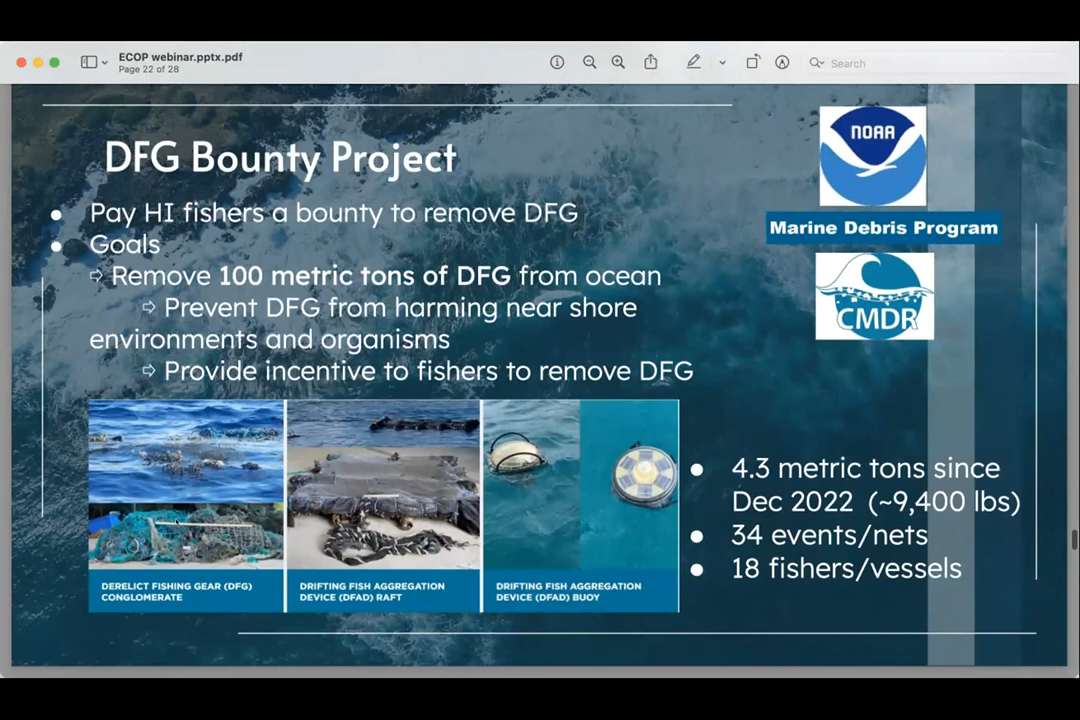 ECOP webinar.pptx.pdf
Page 22 of 28
Search
DFG Bounty Project
NOAA
Marine Debris Program
CMDR
● Pay HI fishers a bounty to remove DFG
● Goals
⇨ Remove 100 metric tons of DFG from ocean
⇨ Prevent DFG from harming near shore
environments and organisms
⇨ Provide incentive to fishers to remove DFG
DERELICT FISHING GEAR (DFG)
CONGLOMERATE
DRIFTING FISH AGGREGATION
DEVICE (DFAD) RAFT
DRIFTING FISH AGGREGATION
DEVICE (DFAD) BUOY
● 4.3 metric tons since
Dec 2022 (~9,400 lbs)
● 34 events/nets
● 18 fishers/vessels